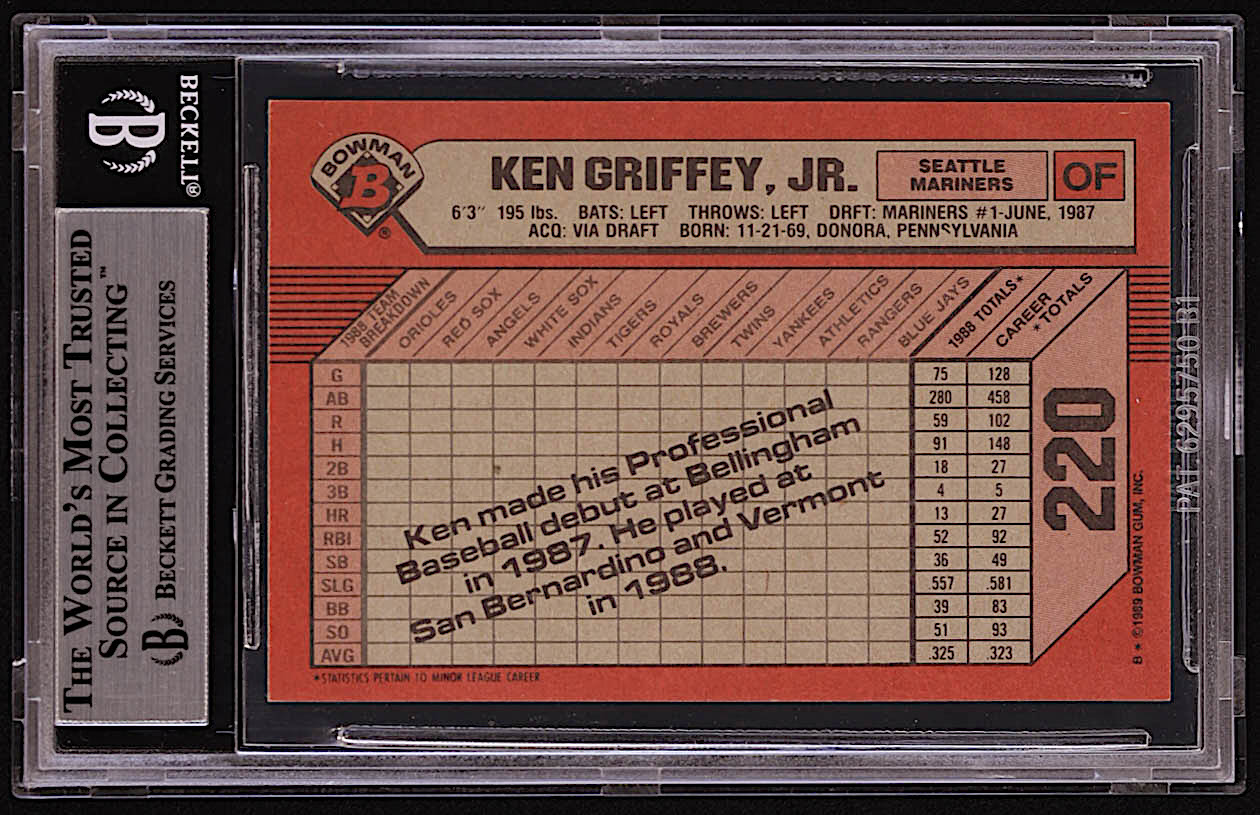 BECKETT®
B
THE WORLD'S MOST TRUSTED
SOURCE IN COLLECTING™
B BECKETT GRADING SERVICES
BOWMAN
B
®
KEN GRIFFEY, JR.
SEATTLE
MARINERS
OF
6'3" 195 lbs. BATS: LEFT THROWS: LEFT DRFT: MARINERS #1-JUNE, 1987
ACQ: VIA DRAFT BORN: 11-21-69, DONORA, PENNSYLVANIA
1988 TEAM
BREAKDOWN
ORIOLES
RED SOX
ANGELS
WHITE SOX
INDIANS
TIGERS
ROYALS
BREWERS
TWINS
YANKEES
ATHLETICS
RANGERS
BLUE JAYS
1988 TOTALS*
CAREER
*TOTALS
G 75 128
AB 280 458
R 59 102
H 91 148
2B 18 27
3B 4 5
HR 13 27
RBI 52 92
SB 36 49
SLG .557 .581
BB 39 83
SO 51 93
AVG .325 .323
Ken made his Professional
Baseball debut at Bellingham
in 1987. He played at
San Bernardino and Vermont
in 1988.
220
*STATISTICS PERTAIN TO MINOR LEAGUE CAREER
B * ©1989 BOWMAN GUM, INC.